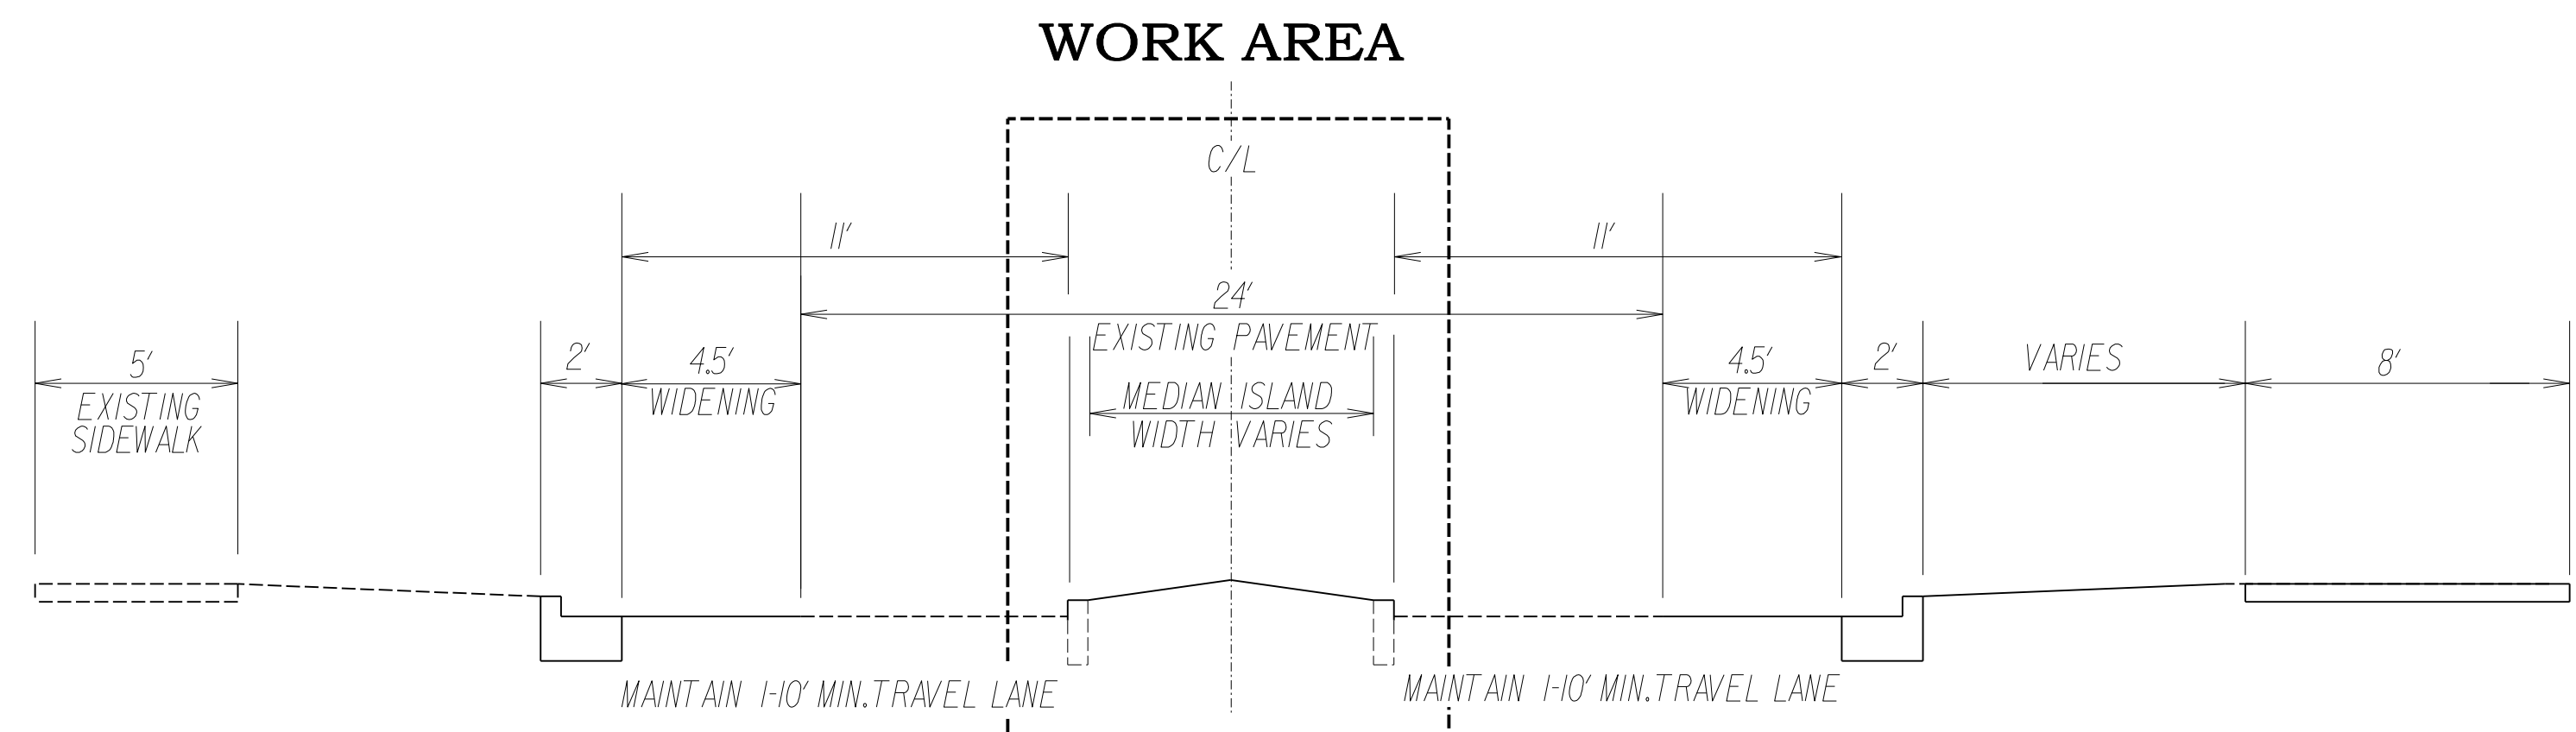 WORK AREA
C/L
11'
11'
24'
EXISTING PAVEMENT
5'
EXISTING
SIDEWALK
2'
4.5'
WIDENING
MEDIAN ISLAND
WIDTH VARIES
4.5'
WIDENING
2'
VARIES
8'
MAINTAIN 1-10' MIN. TRAVEL LANE
MAINTAIN 1-10' MIN. TRAVEL LANE